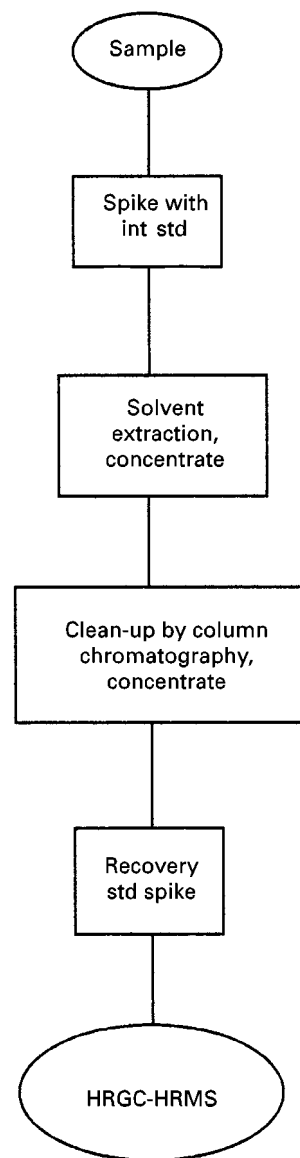 Sample
Spike with
int std
Solvent
extraction,
concentrate
Clean-up by column
chromatography,
concentrate
Recovery
std spike
HRGC-HRMS